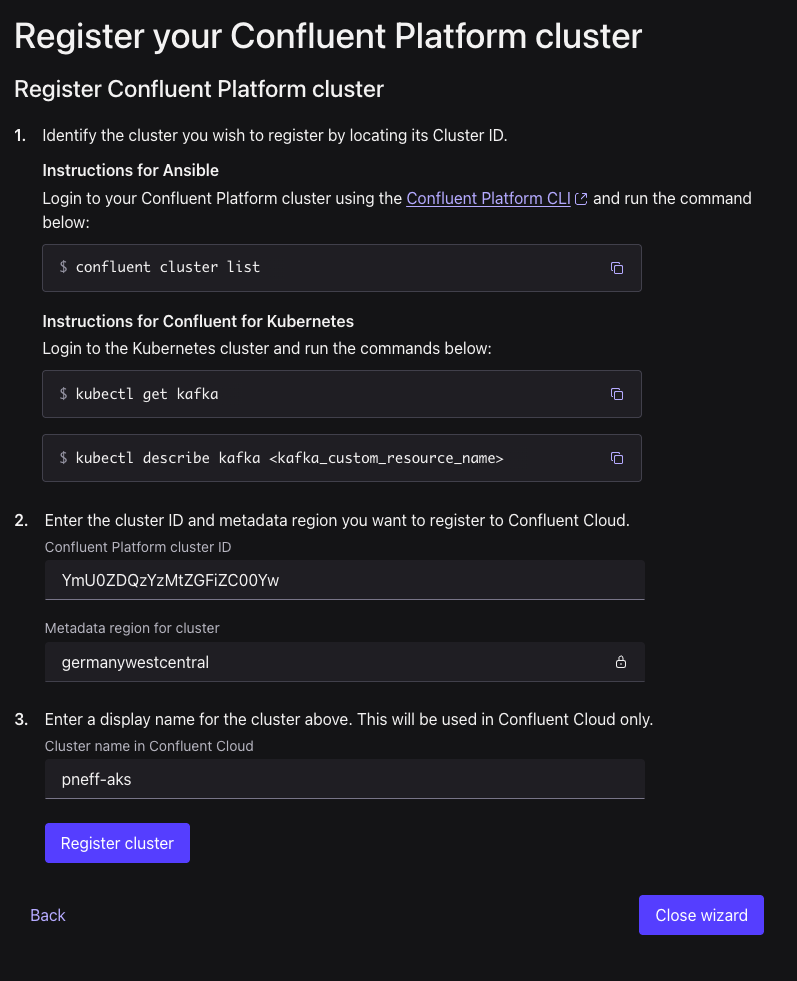 Register your Confluent Platform cluster
Register Confluent Platform cluster
1. Identify the cluster you wish to register by locating its Cluster ID.
Instructions for Ansible
Login to your Confluent Platform cluster using the Confluent Platform CLI and run the command
below:
$ confluent cluster list
Instructions for Confluent for Kubernetes
Login to the Kubernetes cluster and run the commands below:
$ kubectl get kafka
$ kubectl describe kafka <kafka_custom_resource_name>
2. Enter the cluster ID and metadata region you want to register to Confluent Cloud.
Confluent Platform cluster ID
YmU0ZDQzYzMtZGFiZC00Yw
Metadata region for cluster
germanywestcentral
3. Enter a display name for the cluster above. This will be used in Confluent Cloud only.
Cluster name in Confluent Cloud
pneff-aks
Register cluster
Back
Close wizard